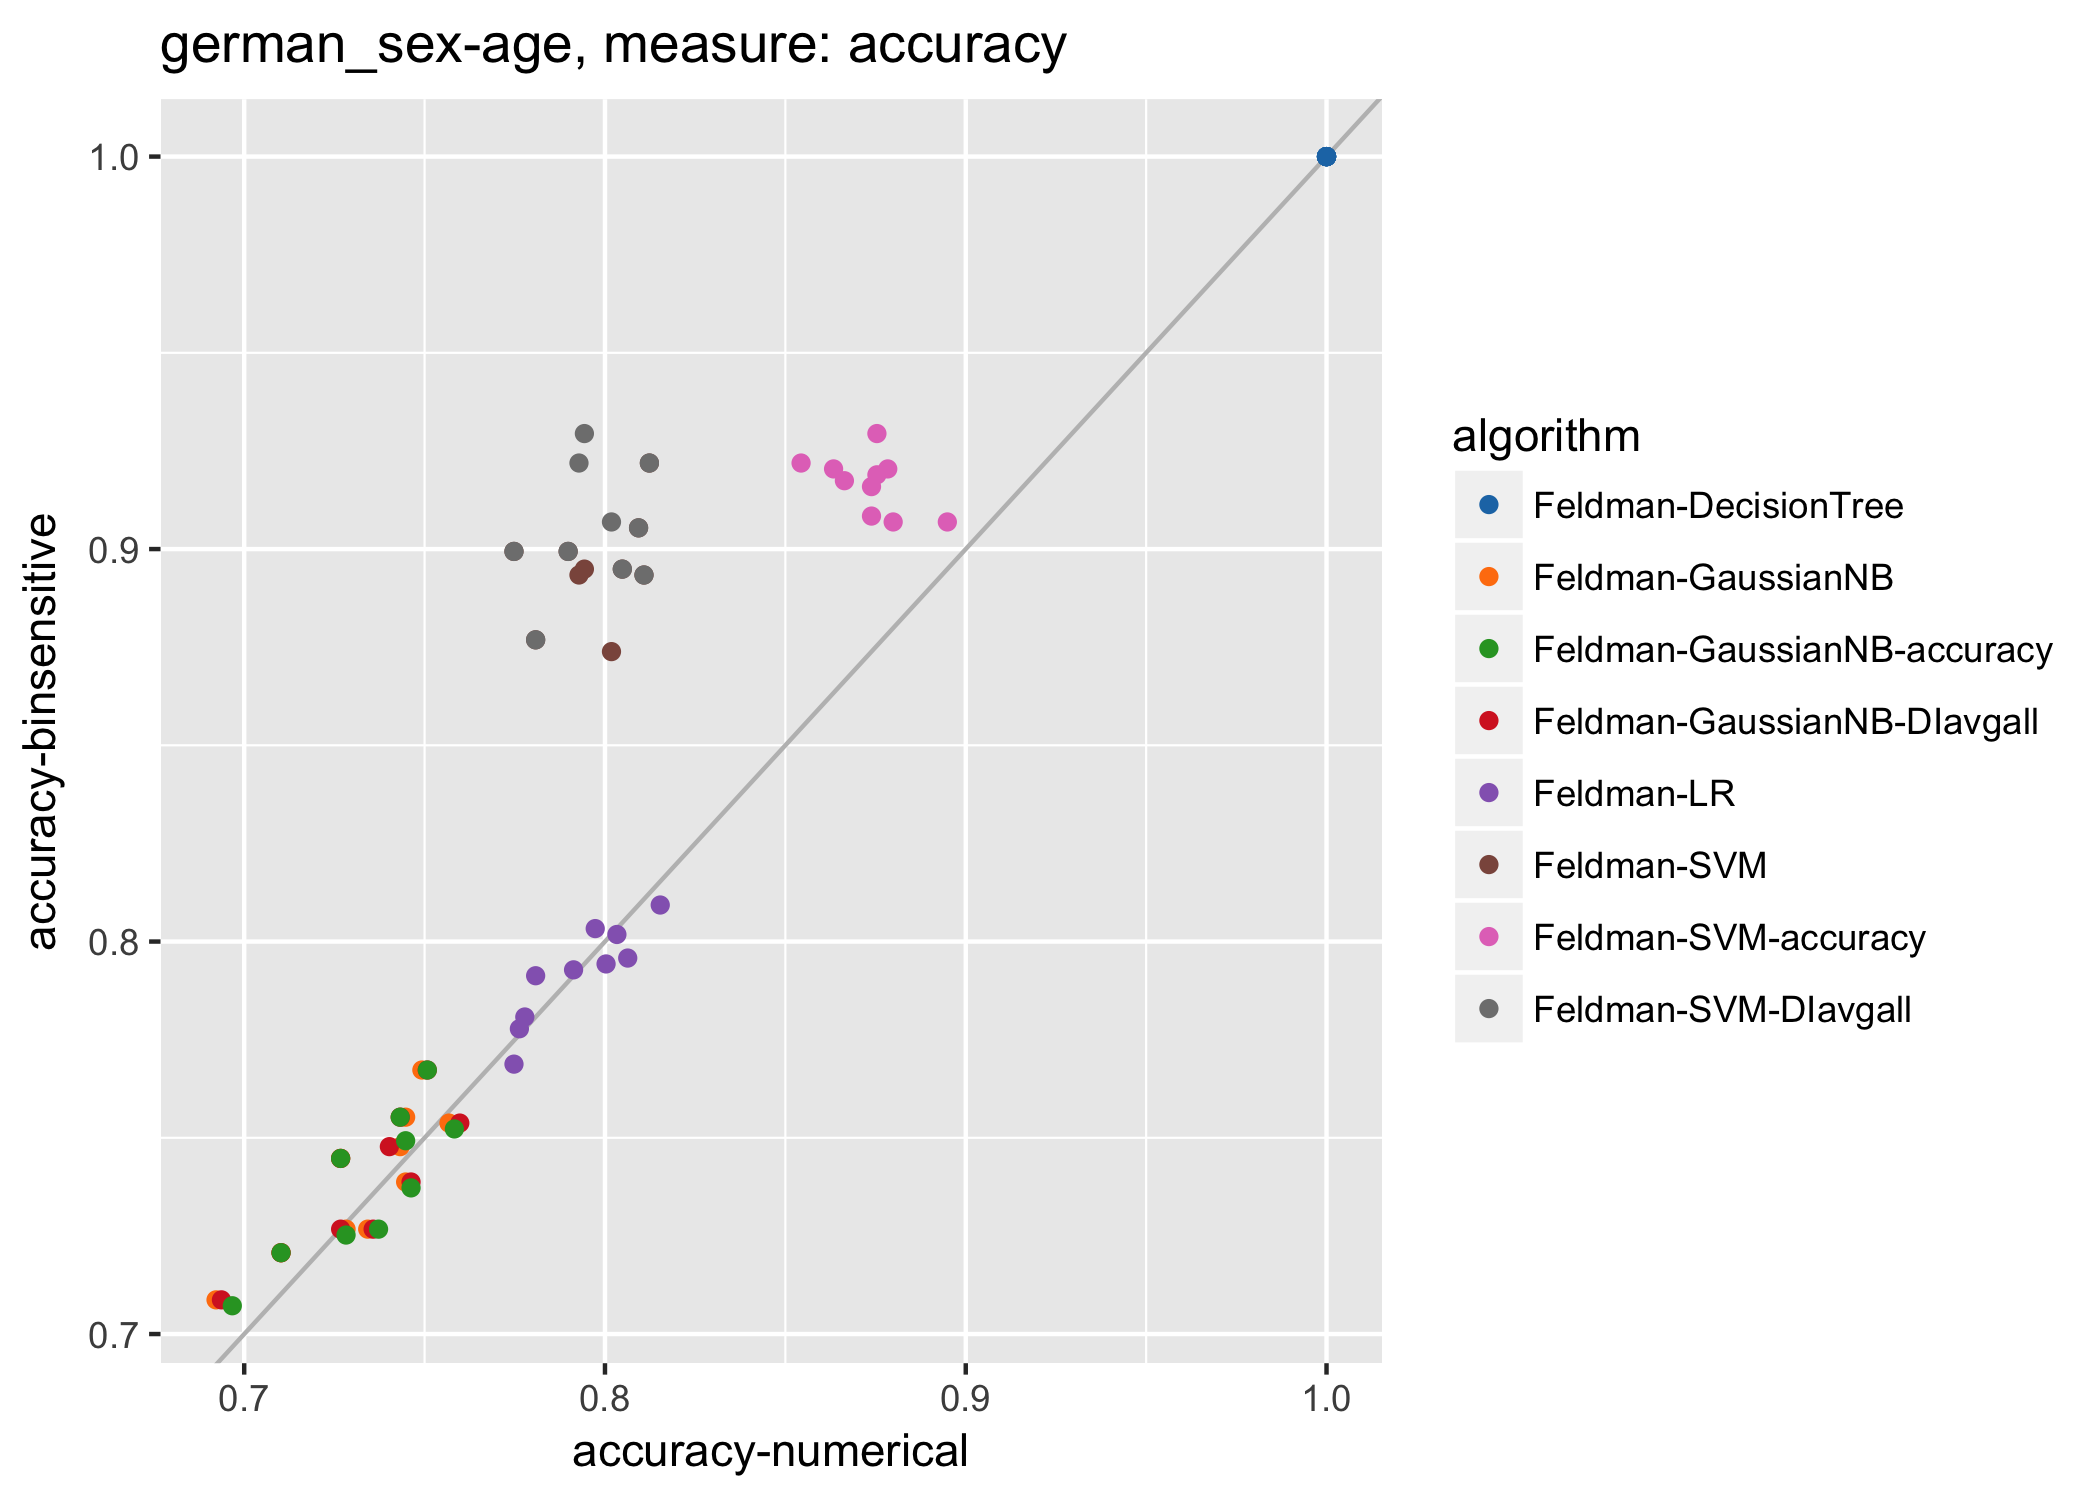 german_sex-age, measure: accuracy
1.0
0.9
0.8
0.7
accuracy-binsensitive
0.7
0.8
0.9
1.0
accuracy-numerical
algorithm
Feldman-DecisionTree
Feldman-GaussianNB
Feldman-GaussianNB-accuracy
Feldman-GaussianNB-DIavgall
Feldman-LR
Feldman-SVM
Feldman-SVM-accuracy
Feldman-SVM-DIavgall